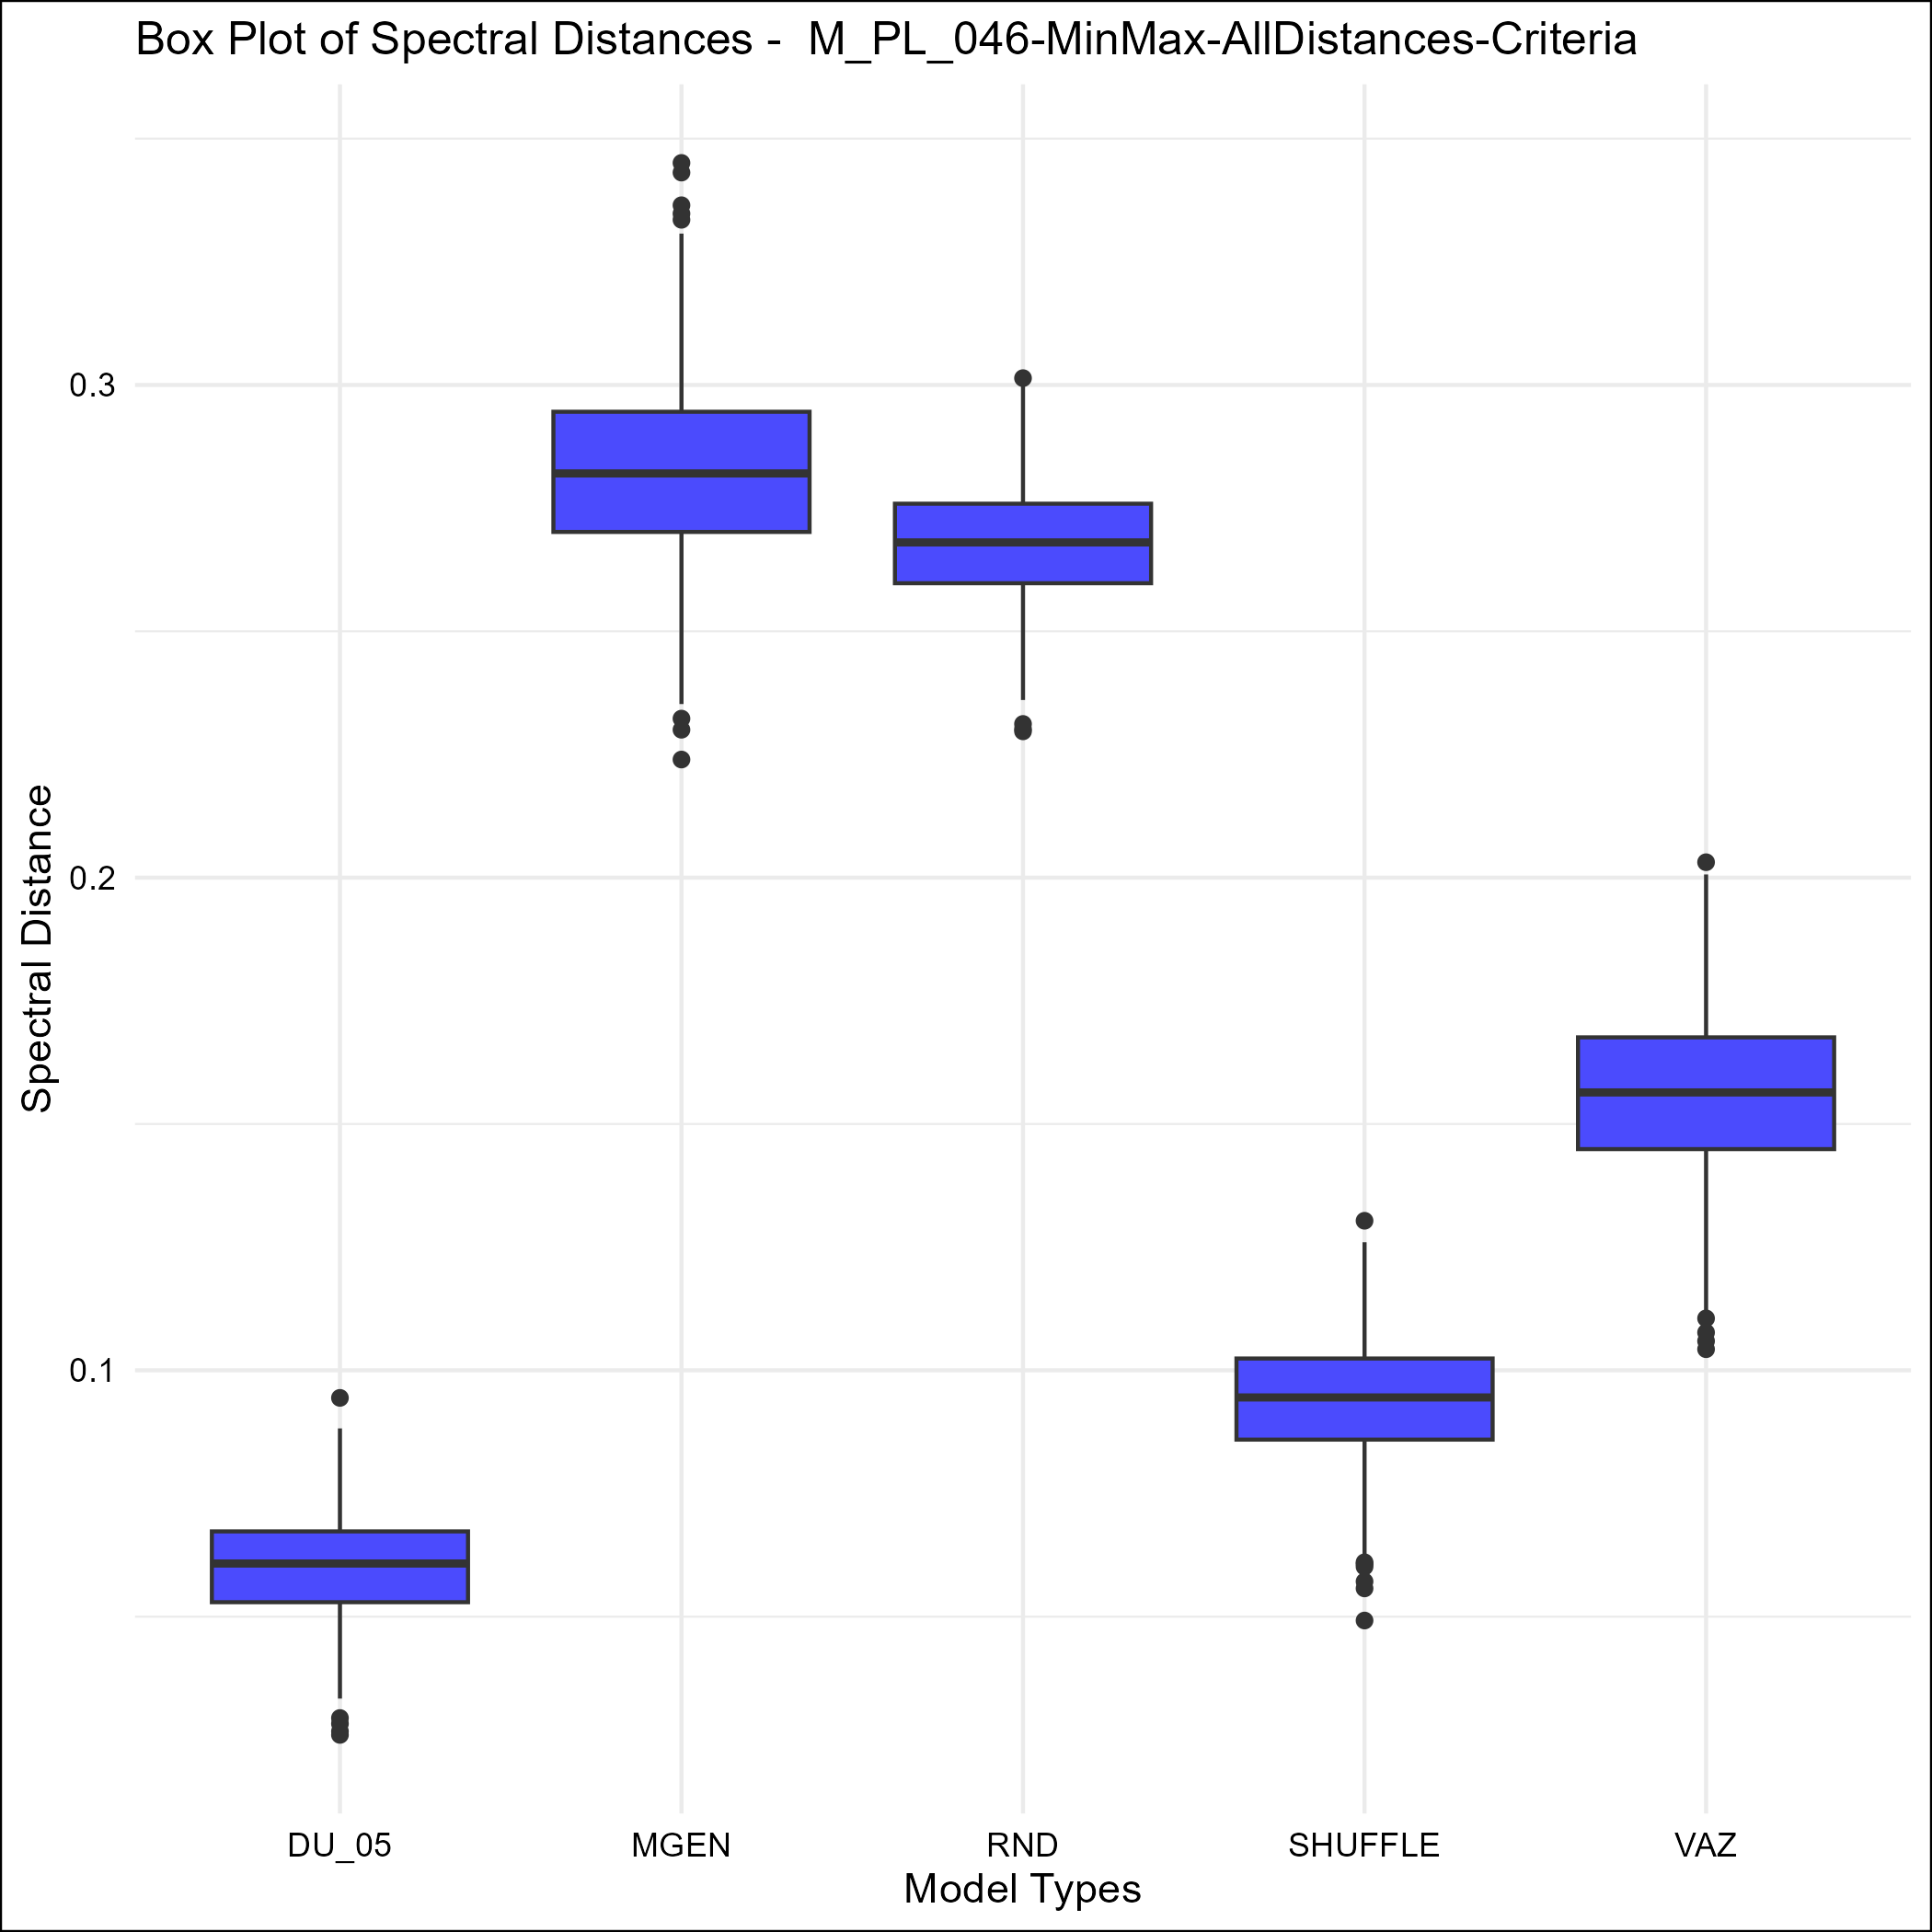 Box Plot of Spectral Distances -  M_PL_046-MinMax-AllDistances-Criteria
Spectral Distance
0.3
0.2
0.1
DU_05
MGEN
RND
SHUFFLE
VAZ
Model Types